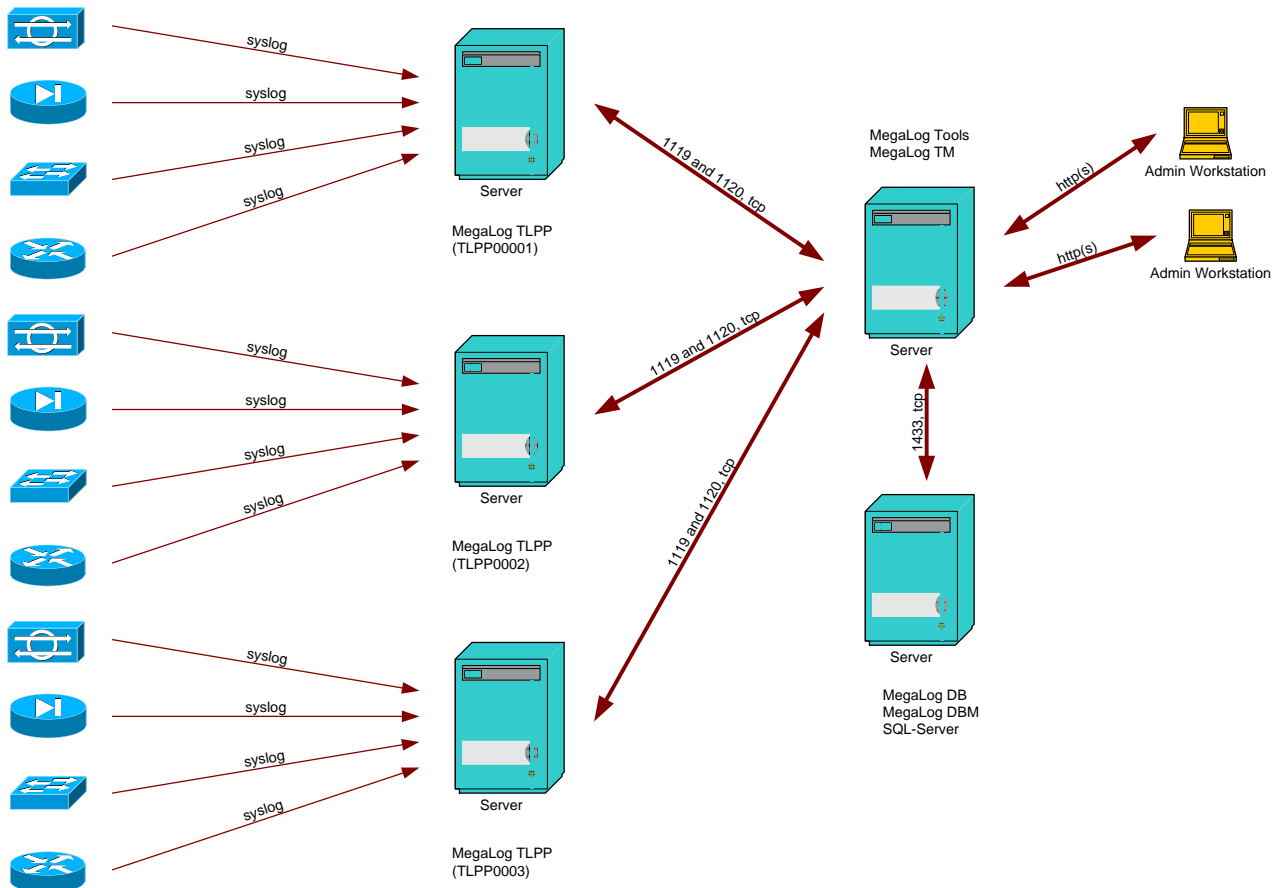 syslog
syslog
syslog
syslog
Server
MegaLog TLPP
(TLPP00001)
syslog
syslog
syslog
syslog
Server
MegaLog TLPP
(TLPP0002)
syslog
syslog
syslog
syslog
Server
MegaLog TLPP
(TLPP0003)
1119 and 1120, tcp
1119 and 1120, tcp
1119 and 1120, tcp
MegaLog Tools
MegaLog TM
Server
1433, tcp
Server
MegaLog DB
MegaLog DBM
SQL-Server
http(s)
http(s)
Admin Workstation
Admin Workstation